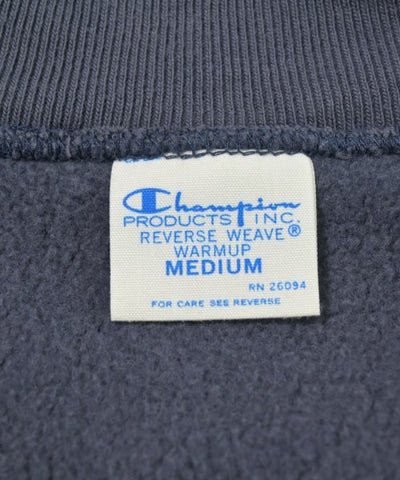 Champion
PRODUCTS INC.
REVERSE WEAVE®
WARMUP
MEDIUM
RN 26094
FOR CARE SEE REVERSE